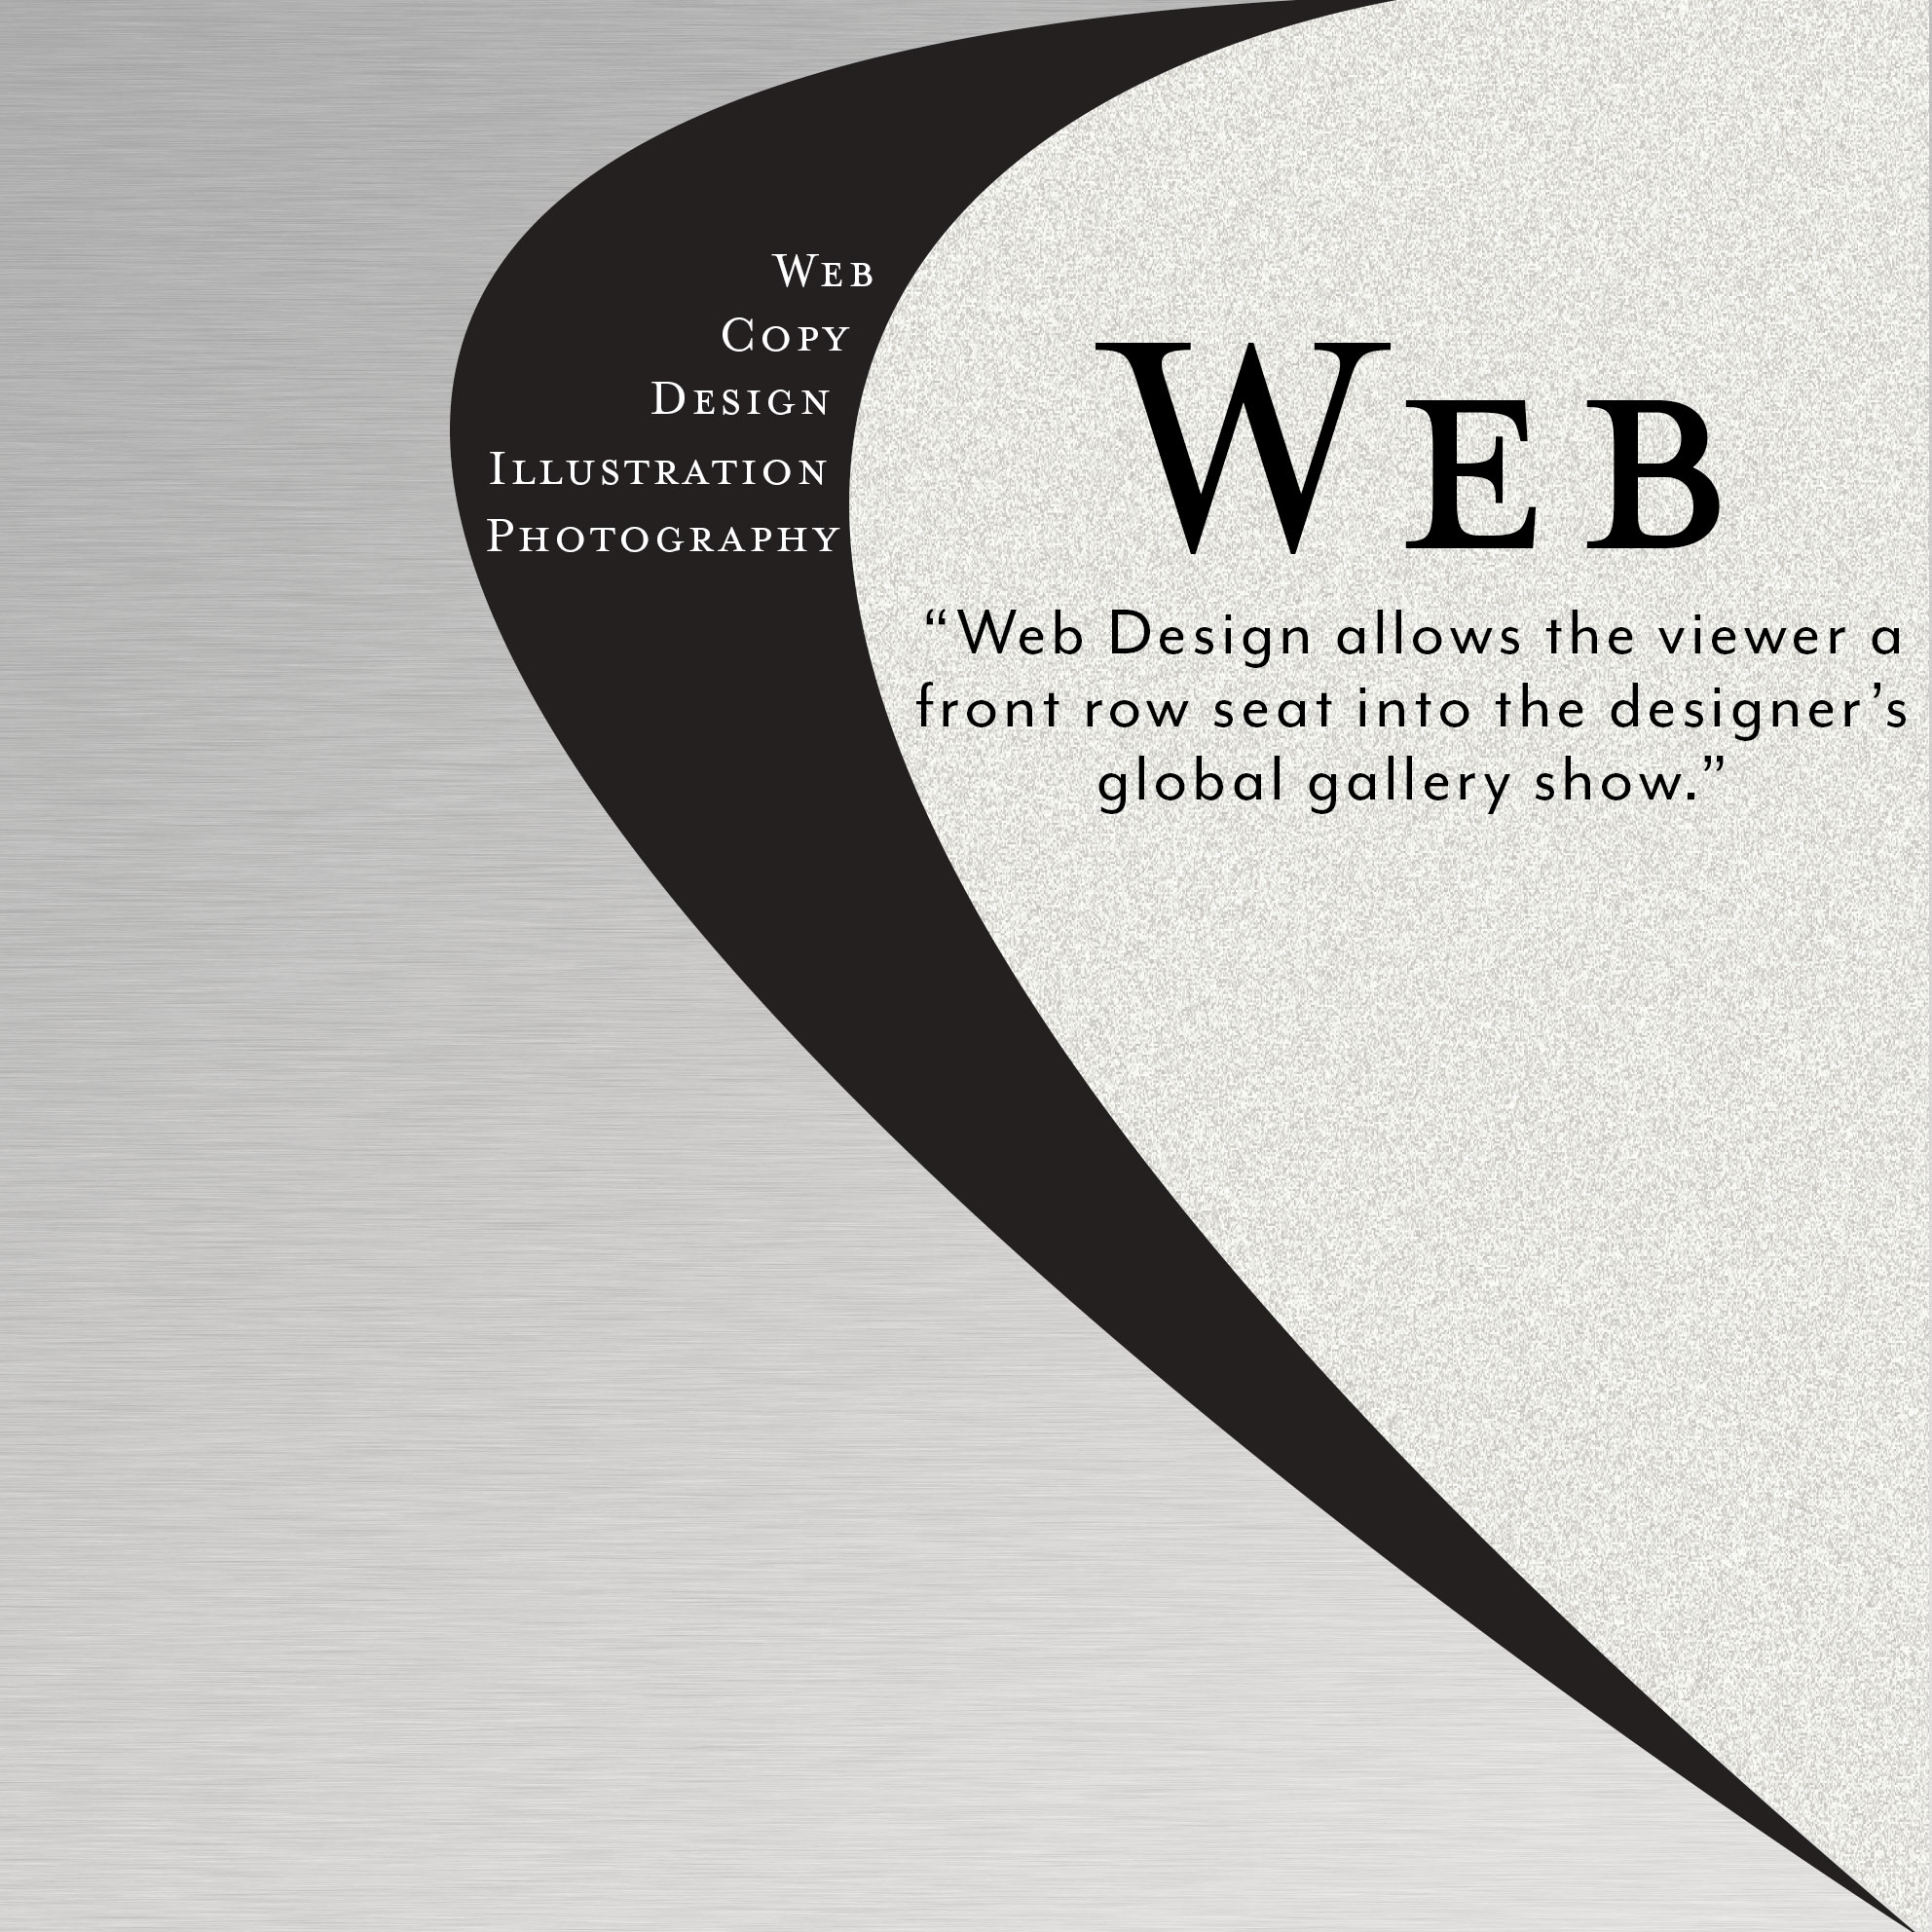 Web
Copy
Design
Illustration
Photography
Web
“Web Design allows the viewer a
front row seat into the designer’s
global gallery show.”